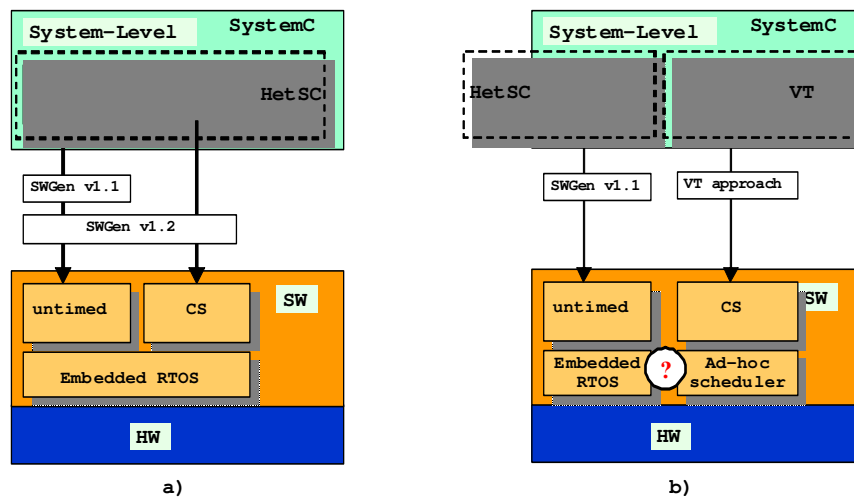 SystemC
System-Level
HetSC
SWGen v1.1
SWGen v1.2
SW
untimed
CS
Embedded RTOS
HW
a)
SystemC
System-Level
HetSC
VT
SWGen v1.1
VT approach
untimed
CS
SW
Embedded
RTOS
?
Ad-hoc
scheduler
HW
b)